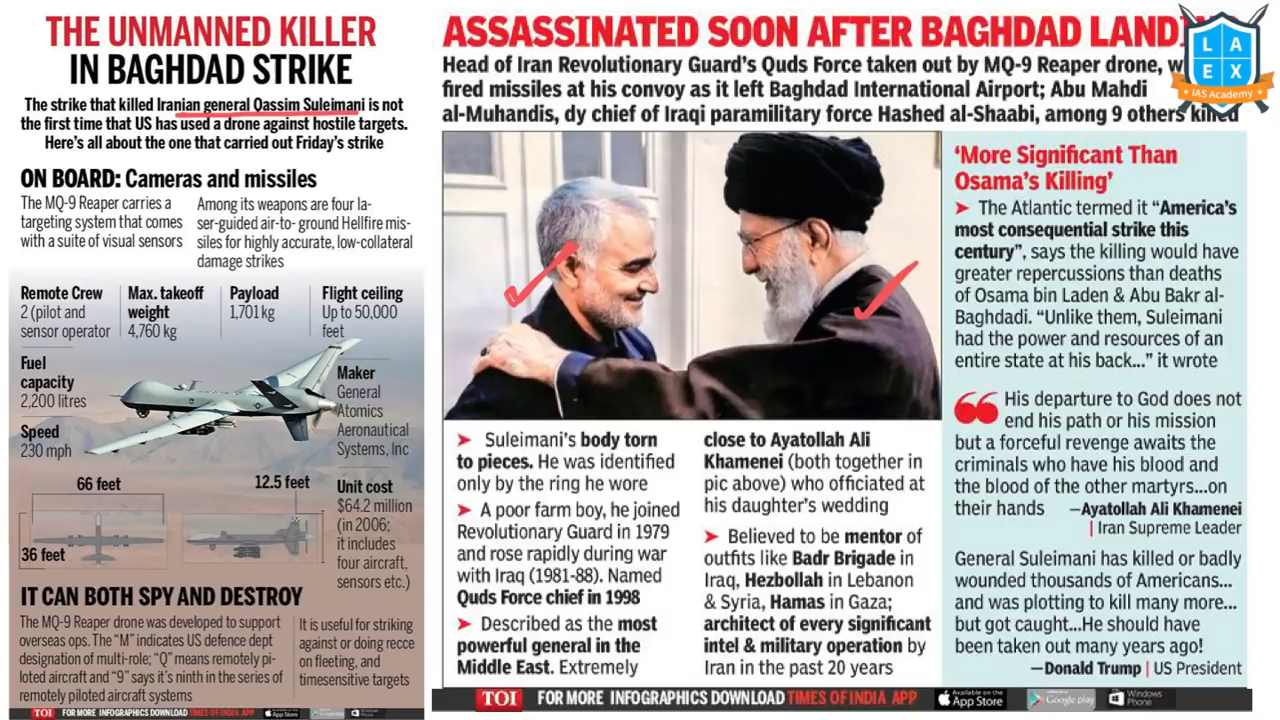 THE UNMANNED KILLER
IN BAGHDAD STRIKE
The strike that killed Iranian general Qassim Suleimani is not
the first time that US has used a drone against hostile targets.
Here's all about the one that carried out Friday's strike
ON BOARD: Cameras and missiles
The MQ-9 Reaper carries a
targeting system that comes
with a suite of visual sensors
Among its weapons are four la-
ser-guided air-to- ground Hellfire mis-
siles for highly accurate, low-collateral
damage strikes
Remote Crew
2 (pilot and
sensor operator
Max. takeoff
weight
4,760 kg
Payload
1,701 kg
Flight ceiling
Up to 50,000
feet
Fuel
capacity
2,200 litres
Speed
230 mph
Maker
General
Atomics
Aeronautical
Systems, Inc
66 feet
12.5 feet
36 feet
Unit cost
$64.2 million
(in 2006;
it includes
four aircraft,
sensors etc.)
IT CAN BOTH SPY AND DESTROY
The MQ-9 Reaper drone was developed to support
overseas ops. The "M" indicates US defence dept
designation of multi-role; "Q" means remotely pi-
loted aircraft and "9" says it's ninth in the series of
remotely piloted aircraft systems
It is useful for striking
against or doing recce
on fleeting, and
timesensitive targets
TOI FOR MORE INFOGRAPHICS DOWNLOAD TIMES OF INDIA APP
App Store
Google play
ASSASSINATED SOON AFTER BAGHDAD LANDI
Head of Iran Revolutionary Guard's Quds Force taken out by MQ-9 Reaper drone, w
fired missiles at his convoy as it left Baghdad International Airport; Abu Mahdi
al-Muhandis, dy chief of Iraqi paramilitary force Hashed al-Shaabi, among 9 others killed
L A
E X
IAS Academy
➤ Suleimani's body torn
to pieces. He was identified
only by the ring he wore
➤ A poor farm boy, he joined
Revolutionary Guard in 1979
and rose rapidly during war
with Iraq (1981-88). Named
Quds Force chief in 1998
➤ Described as the most
powerful general in the
Middle East. Extremely
close to Ayatollah Ali
Khamenei (both together in
pic above) who officiated at
his daughter's wedding
➤ Believed to be mentor of
outfits like Badr Brigade in
Iraq, Hezbollah in Lebanon
& Syria, Hamas in Gaza;
architect of every significant
intel & military operation by
Iran in the past 20 years
'More Significant Than
Osama's Killing'
➤ The Atlantic termed it "America's
most consequential strike this
century", says the killing would have
greater repercussions than deaths
of Osama bin Laden & Abu Bakr al-
Baghdadi. "Unlike them, Suleimani
had the power and resources of an
entire state at his back..." it wrote
His departure to God does not
end his path or his mission
but a forceful revenge awaits the
criminals who have his blood and
the blood of the other martyrs...on
their hands —Ayatollah Ali Khamenei
| Iran Supreme Leader
General Suleimani has killed or badly
wounded thousands of Americans...
and was plotting to kill many more...
but got caught...He should have
been taken out many years ago!
—Donald Trump | US President
TOI FOR MORE INFOGRAPHICS DOWNLOAD TIMES OF INDIA APP
Available on the
App Store
Google play
Windows
Phone